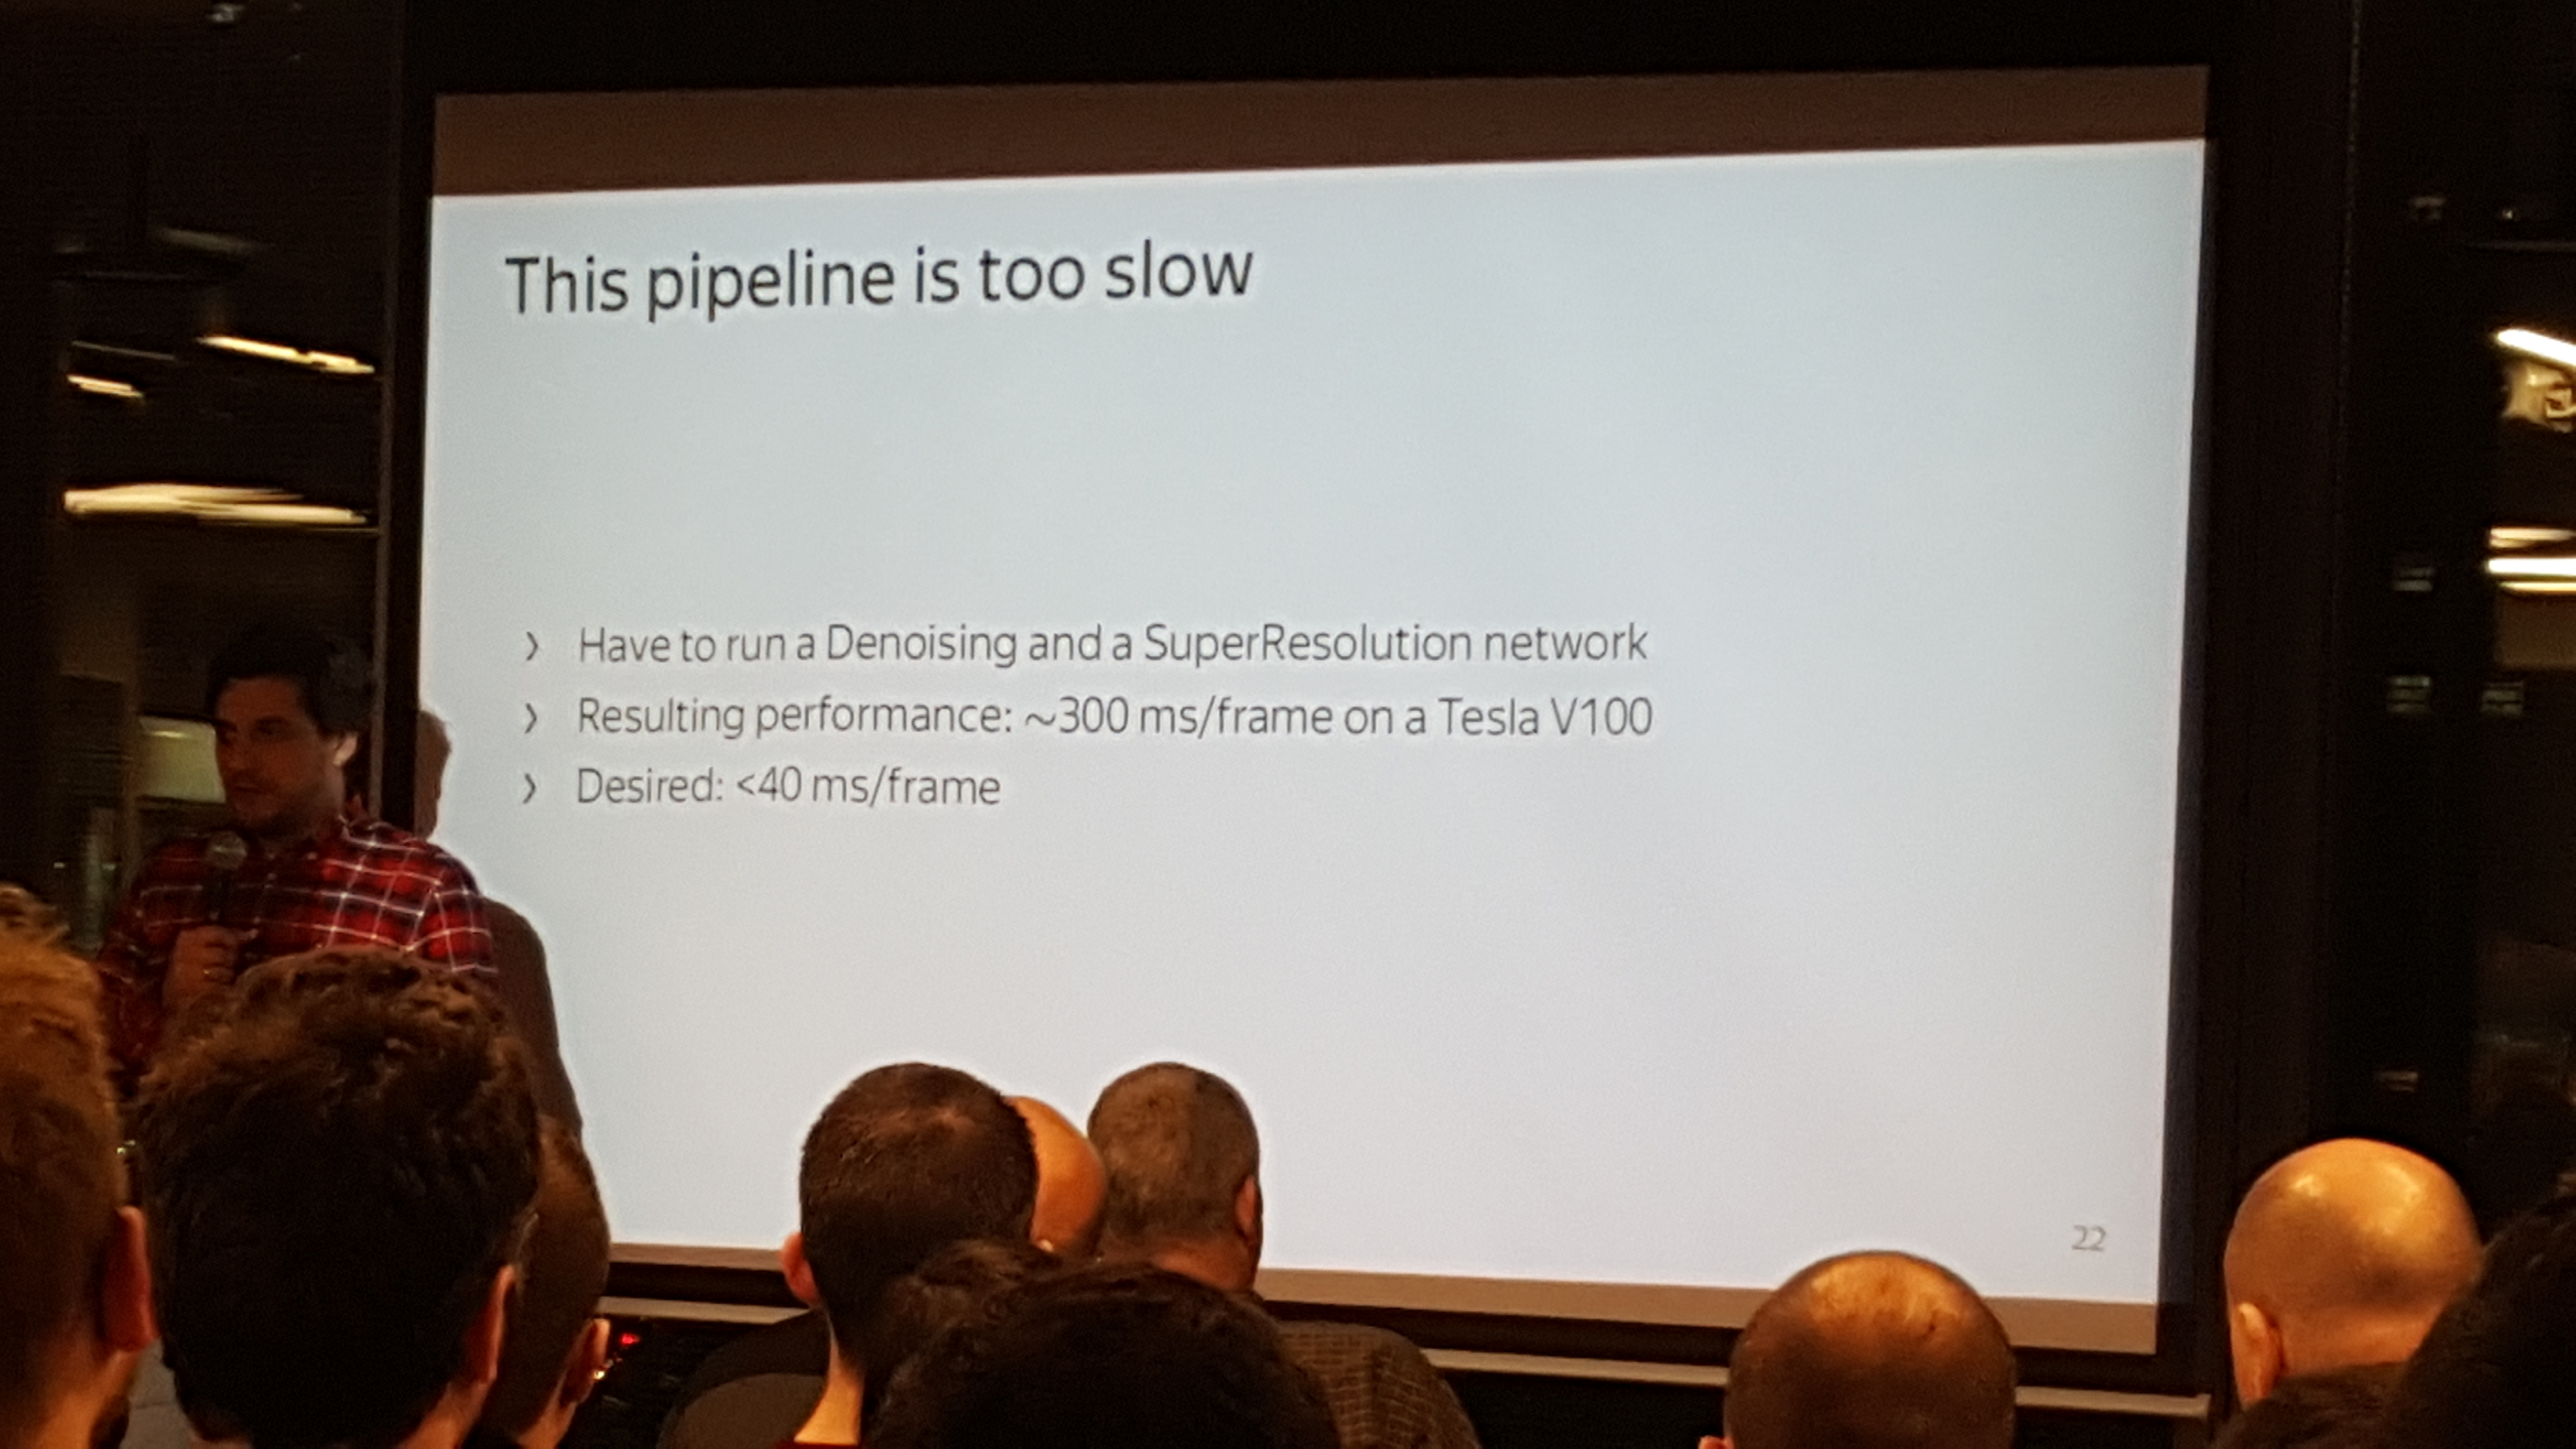 This pipeline is too slow
› Have to run a Denoising and a SuperResolution network
› Resulting performance: ~300 ms/frame on a Tesla V100
› Desired: <40 ms/frame
22